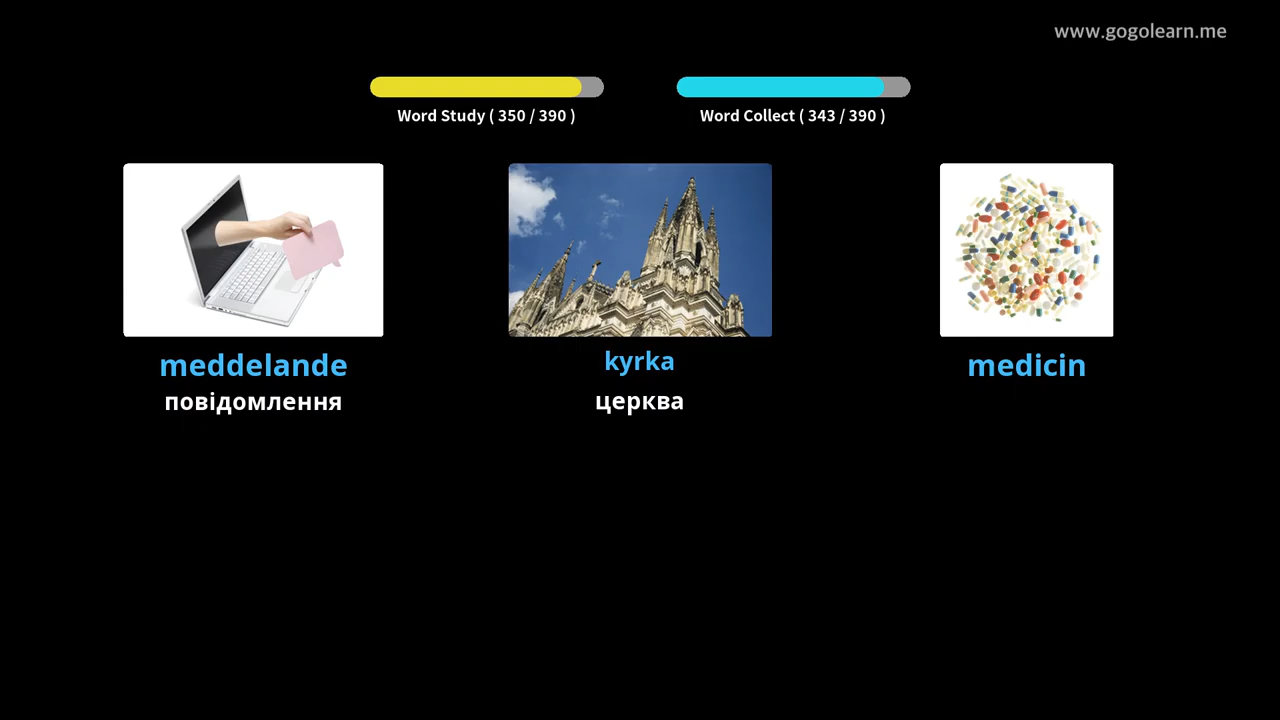 www.gogolearn.me
Word Study ( 350 / 390 )
Word Collect ( 343 / 390 )
meddelande
повідомлення
kyrka
церква
medicin